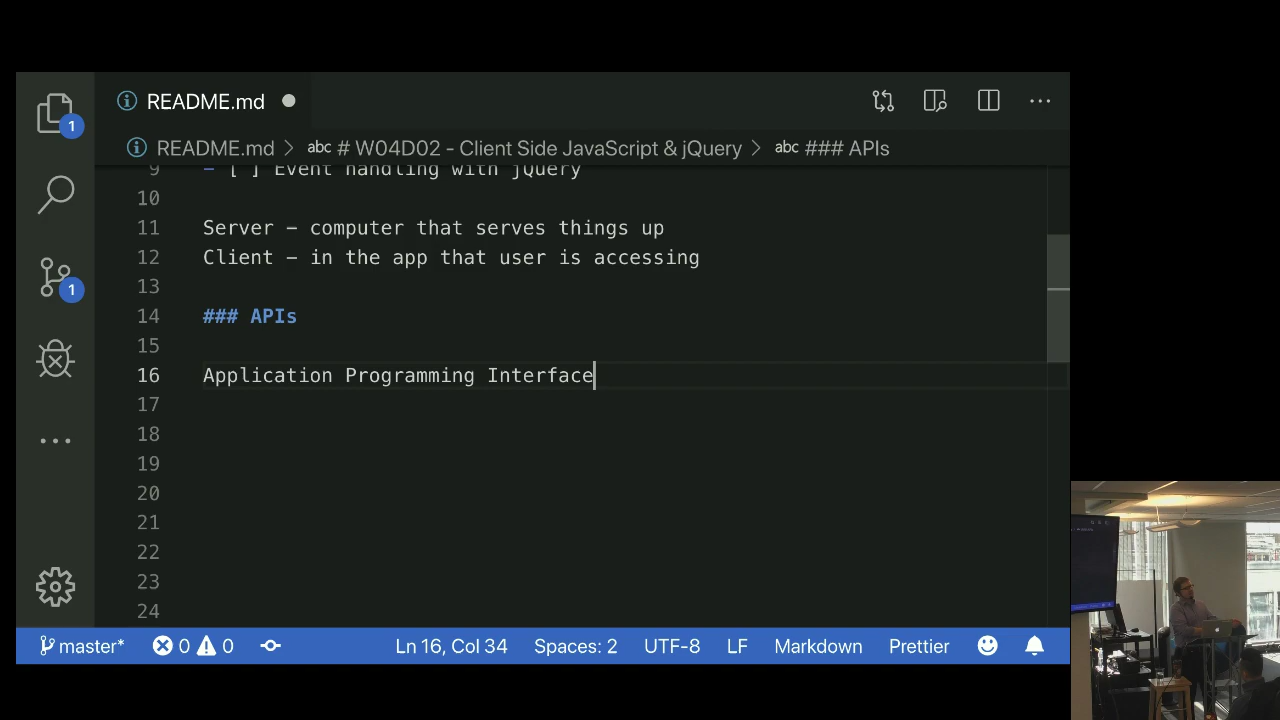 README.md
README.md > abc # W04D02 - Client Side JavaScript & jQuery > abc ### APIs
1
9 - [ ] Event handling with jQuery
10
11 Server - computer that serves things up
12 Client - in the app that user is accessing
1
13
14 ### APIs
15
16 Application Programming Interface
17
18
19
20
21
22
23
24
master* 0 0 Ln 16, Col 34 Spaces: 2 UTF-8 LF Markdown Prettier